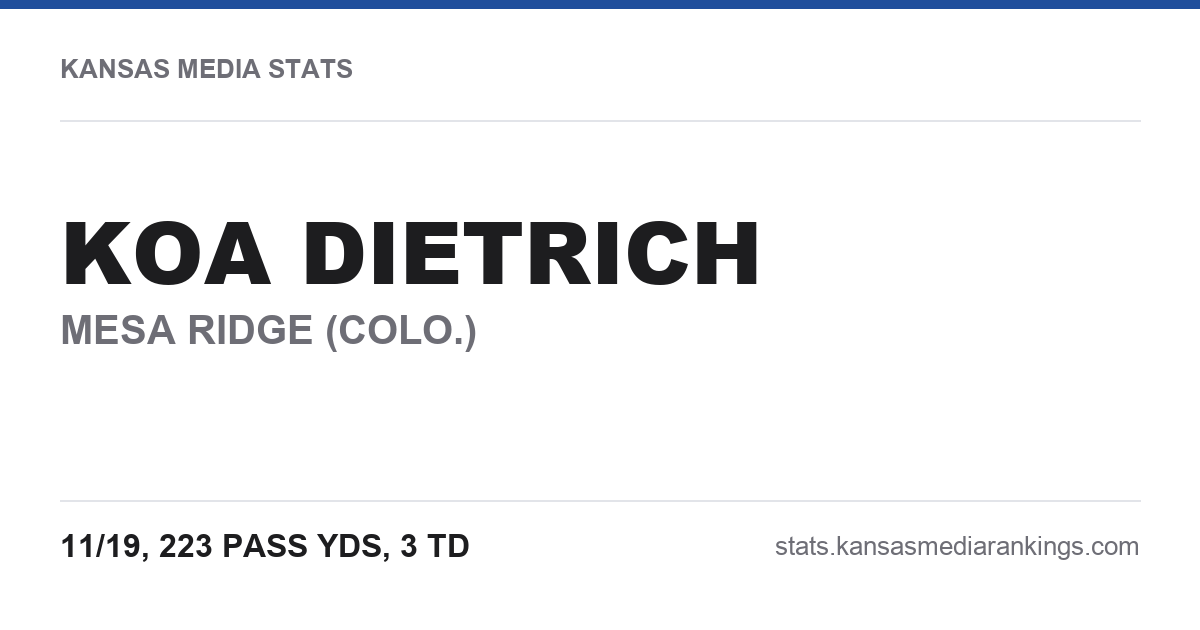 KANSAS MEDIA STATS
KOA DIETRICH
MESA RIDGE (COLO.)
11/19, 223 PASS YDS, 3 TD
stats.kansasmediarankings.com